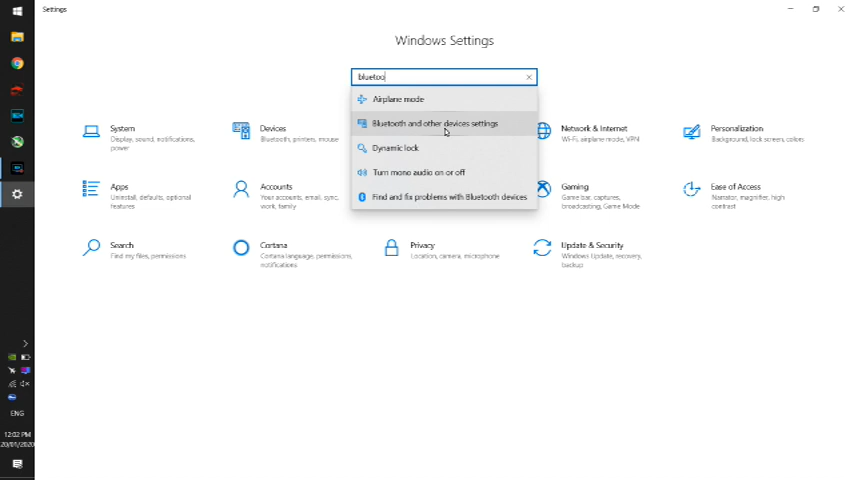 Settings
Windows Settings
bluetoo
Airplane mode
Bluetooth and other devices settings
Dynamic lock
Turn mono audio on or off
Find and fix problems with Bluetooth devices
System
Display, sound, notifications,
power
Devices
Bluetooth, printers, mouse
Network & Internet
Wi-Fi, airplane mode, VPN
Personalization
Background, lock screen, colors
Apps
Uninstall, defaults, optional
features
Accounts
Your accounts, email, sync,
work, family
Gaming
Game bar, captures,
broadcasting, Game Mode
Ease of Access
Narrator, magnifier, high
contrast
Search
Find my files, permissions
Cortana
Cortana language, permissions,
notifications
Privacy
Location, camera, microphone
Update & Security
Windows Update, recovery,
backup
ENG
12:02 PM
20/01/2020